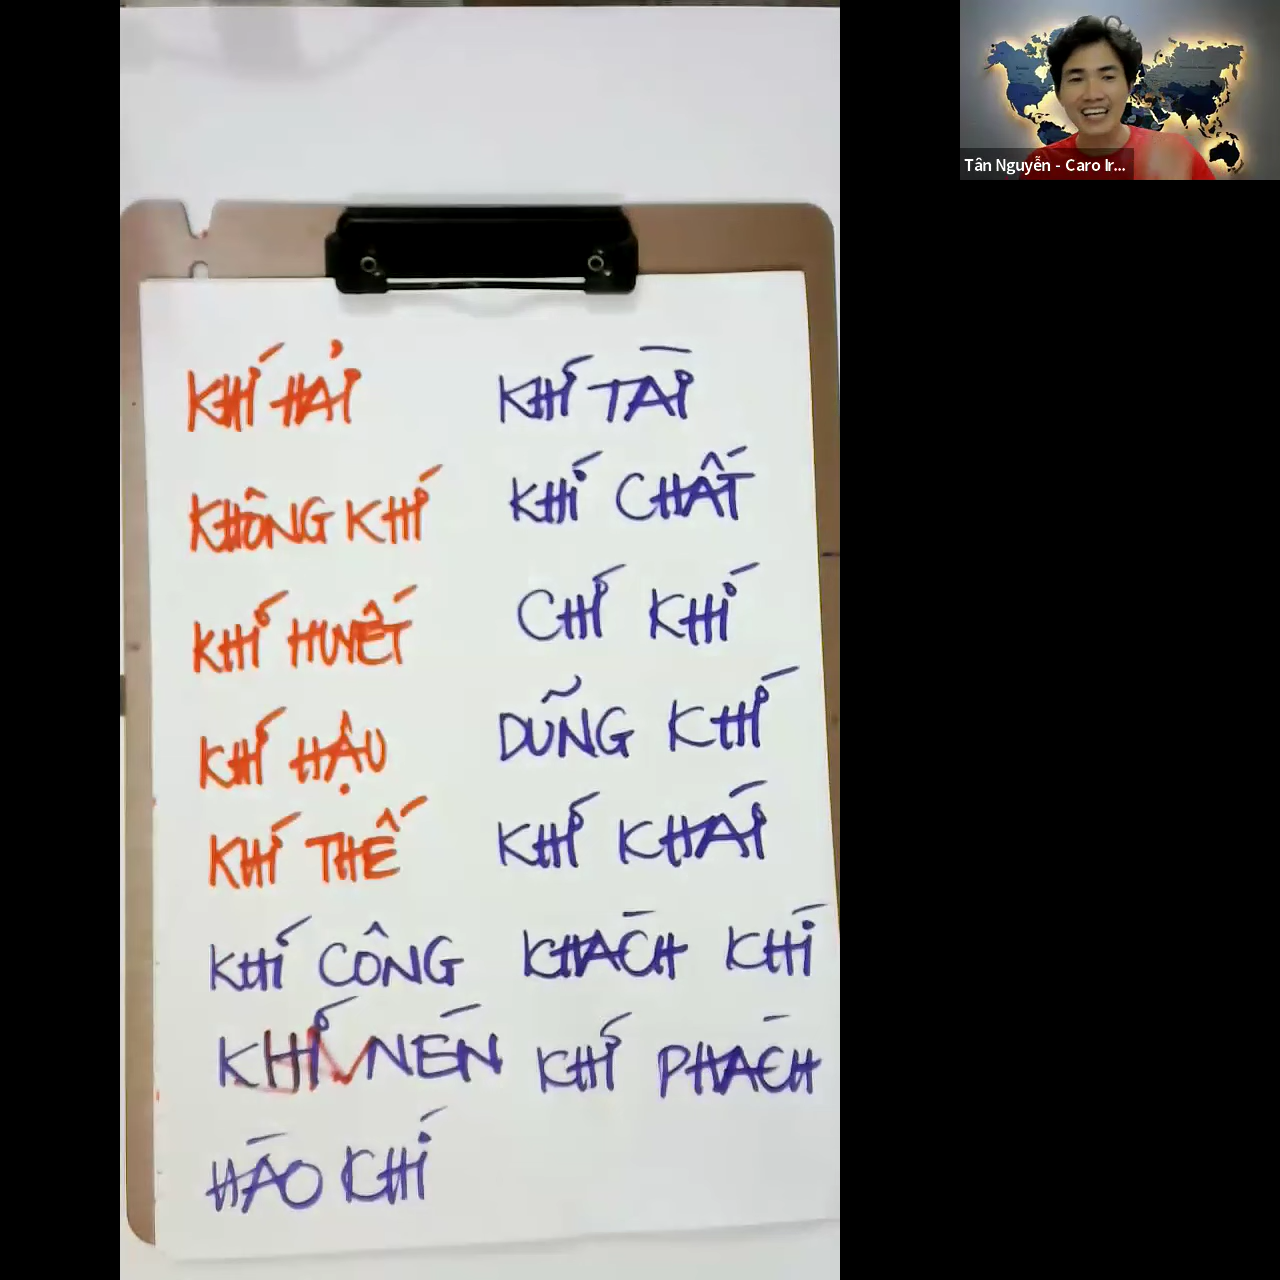 Tân Nguyễn - Caro Ir...
KHÍ HẢI
KHÔNG KHÍ
KHÍ HUYẾT
KHÍ HẬU
KHÍ THẾ
KHÍ CÔNG
KHÍ NÉN
HÀO KHÍ
KHÍ TÀI
KHÍ CHẤT
CHÍ KHÍ
DŨNG KHÍ
KHÍ KHÁI
KHÁCH KHÍ
KHÍ PHÁCH